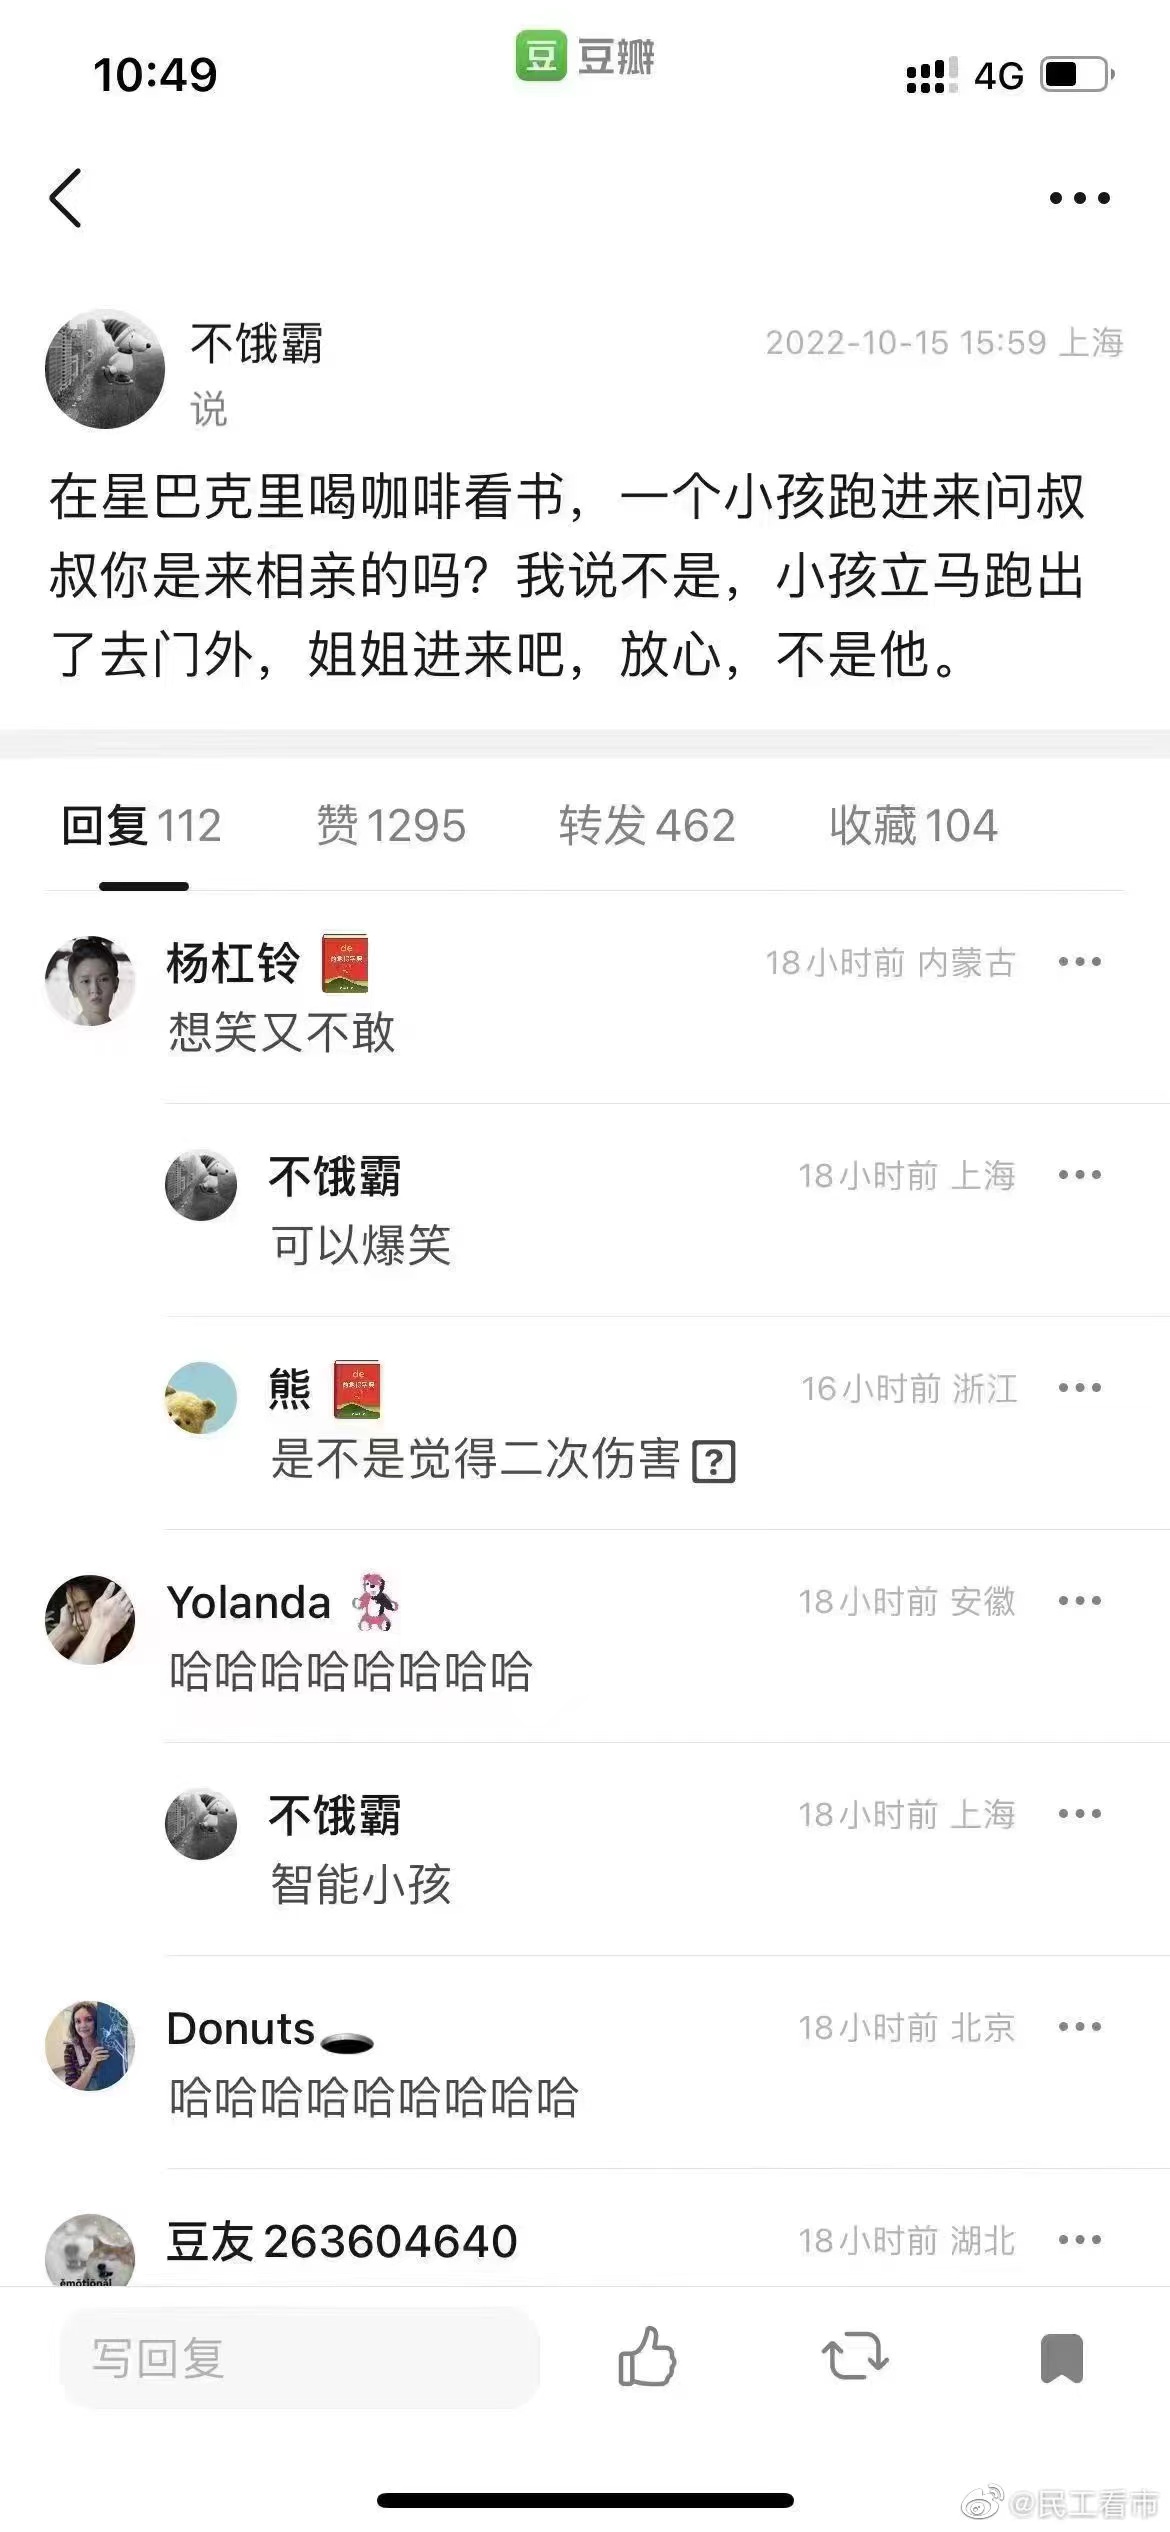 10:49
豆 豆瓣
4G
不饿霸
2022-10-15 15:59 上海
说
在星巴克里喝咖啡看书，一个小孩跑进来问叔
叔你是来相亲的吗？我说不是，小孩立马跑出
了去门外，姐姐进来吧，放心，不是他。
回复 112 赞 1295 转发 462 收藏 104
杨杠铃
de
18小时前 内蒙古
想笑又不敢
不饿霸
18小时前 上海
可以爆笑
熊
de
16小时前 浙江
是不是觉得二次伤害?
Yolanda
18小时前 安徽
哈哈哈哈哈哈哈哈
不饿霸
18小时前 上海
智能小孩
Donuts
18小时前 北京
哈哈哈哈哈哈哈哈哈
豆友263604640
18小时前 湖北
emotional
写回复
@民工看市